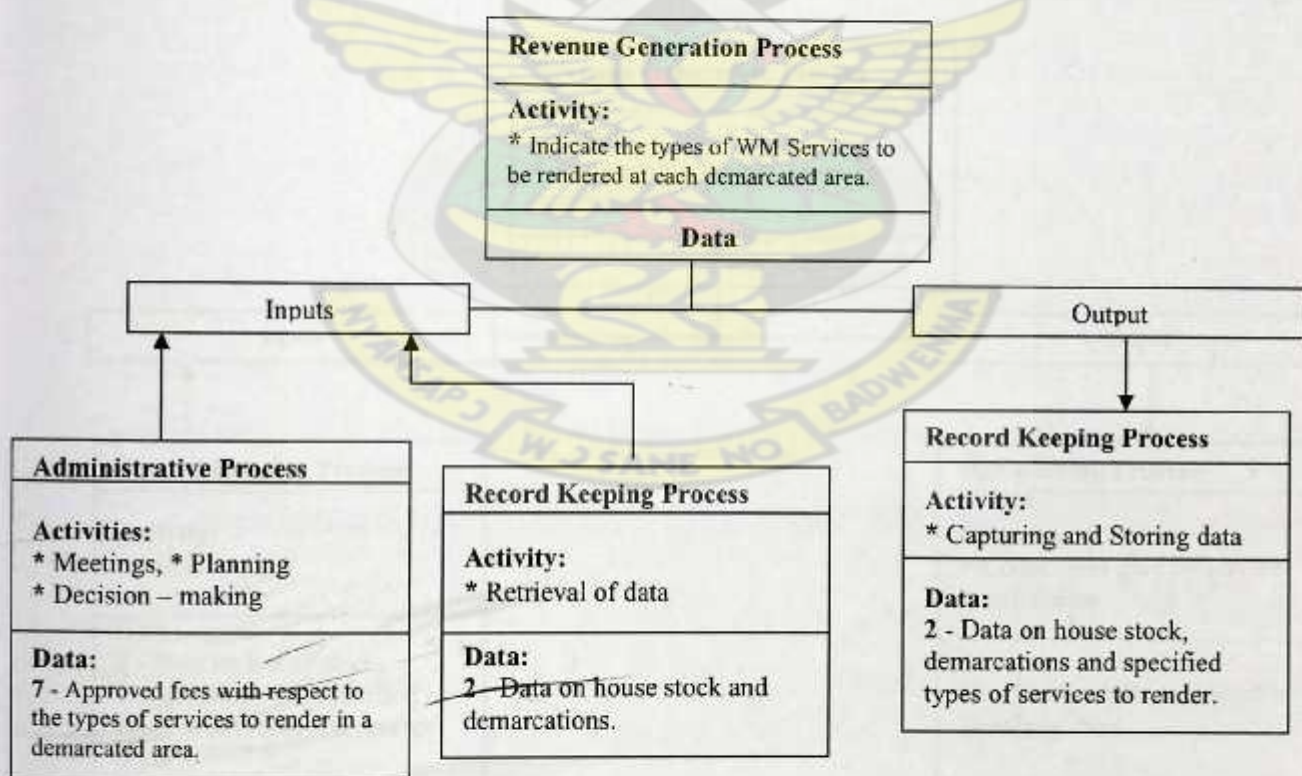 Revenue Generation Process
Activity:
* Indicate the types of WM Services to
be rendered at each demarcated area.
Data
Inputs
Output
Administrative Process
Activities:
* Meetings, * Planning
* Decision – making
Data:
7 - Approved fees with respect to
the types of services to render in a
demarcated area.
Record Keeping Process
Activity:
* Retrieval of data
Data:
2 - Data on house stock and
demarcations.
Record Keeping Process
Activity:
* Capturing and Storing data
Data:
2 - Data on house stock,
demarcations and specified
types of services to render.
NYANSAPƆ WƆSANE NO BADWENMA